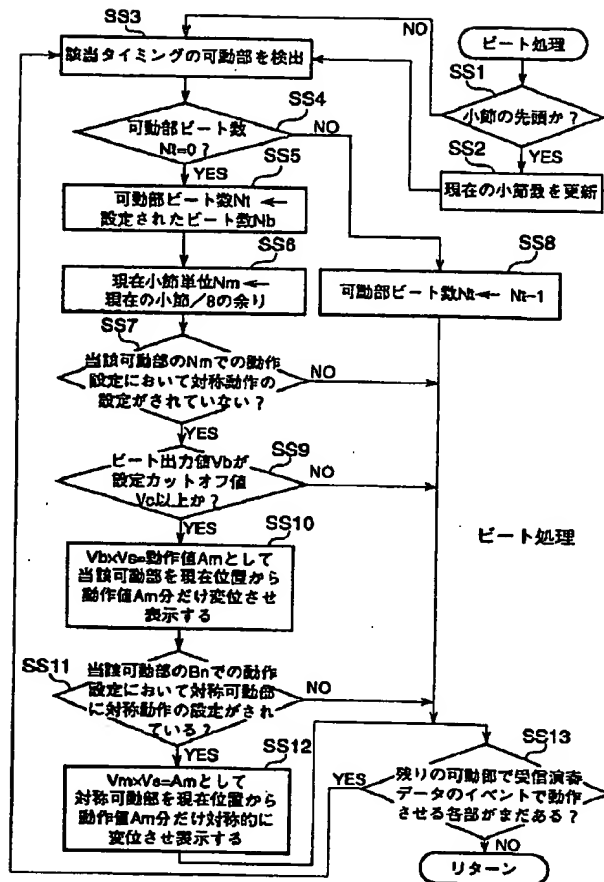 ビート処理
SS1
小節の先頭か？
NO
YES
SS2
現在の小節数を更新
SS3
該当タイミングの可動部を検出
SS4
可動部ビート数
Nt=0？
NO
YES
SS5
可動部ビート数Nt ←
設定されたビート数Nb
SS6
現在小節単位Nm←
現在の小節／8の余り
SS7
当該可動部のNmでの動作
設定において対称動作の
設定がされていない？
NO
YES
SS8
可動部ビート数Nt← Nt-1
SS9
ビート出力値Vbが
設定カットオフ値
Vc以上か？
NO
YES
SS10
Vb×Vs=動作値Amとして
当該可動部を現在位置から
動作値Am分だけ変位させ
表示する
SS11
当該可動部のBnでの動作
設定において対称可動部
に対称動作の設定がされ
ている？
NO
YES
SS12
Vm×Vs=Amとして
対称可動部を現在位置から
動作値Am分だけ対称的に
変位させ表示する
ビート処理
SS13
残りの可動部で受信演奏
データのイベントで動作
させる各部がまだある？
YES
NO
リターン